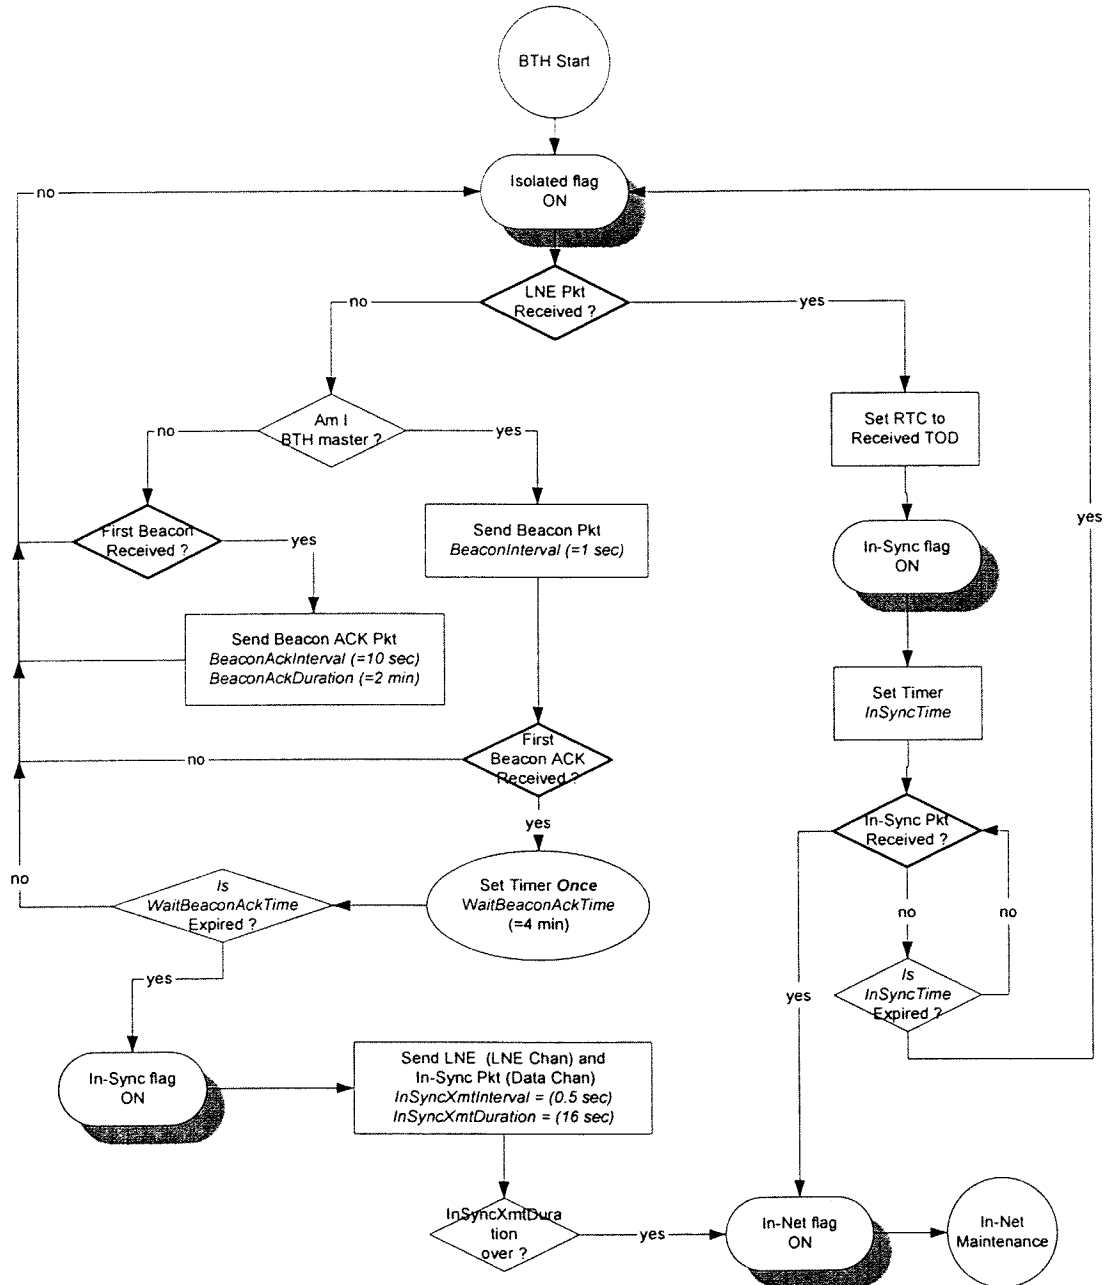 BTH Start
no
Isolated flag
ON
LNE Pkt
Received ?
no
yes
Am I
BTH master ?
no
yes
Set RTC to
Received TOD
yes
First Beacon
Received ?
yes
Send Beacon Pkt
BeaconInterval (=1 sec)
In-Sync flag
ON
Send Beacon ACK Pkt
BeaconAckInterval (=10 sec)
BeaconAckDuration (=2 min)
Set Timer
InSyncTime
First
Beacon ACK
Received ?
no
yes
In-Sync Pkt
Received ?
no
Is
WaitBeaconAckTime
Expired ?
Set Timer Once
WaitBeaconAckTime
(=4 min)
no
no
yes
yes
Is
InSyncTime
Expired ?
In-Sync flag
ON
Send LNE (LNE Chan) and
In-Sync Pkt (Data Chan)
InSyncXmtInterval = (0.5 sec)
InSyncXmtDuration = (16 sec)
InSyncXmtDura
tion
over ?
yes
In-Net flag
ON
In-Net
Maintenance